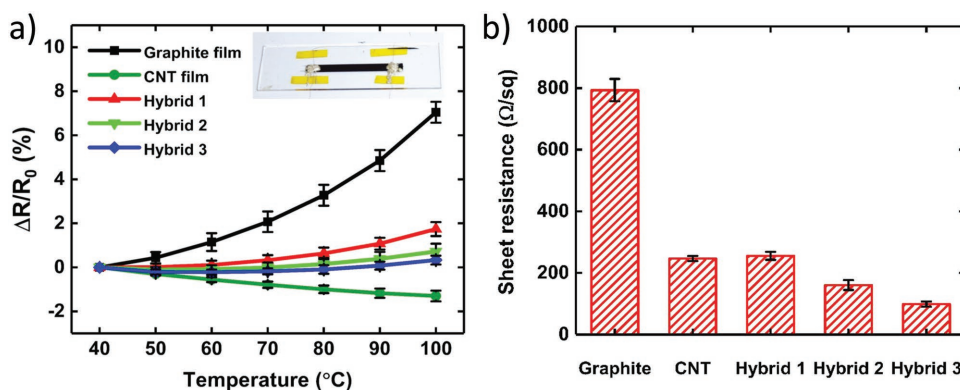 a)
ΔR/R0 (%)
10
8
6
4
2
0
-2
Graphite film
CNT film
Hybrid 1
Hybrid 2
Hybrid 3
40 50 60 70 80 90 100
Temperature (°C)
b)
Sheet resistance (Ω/sq)
1000
800
600
400
200
0
Graphite CNT Hybrid 1 Hybrid 2 Hybrid 3